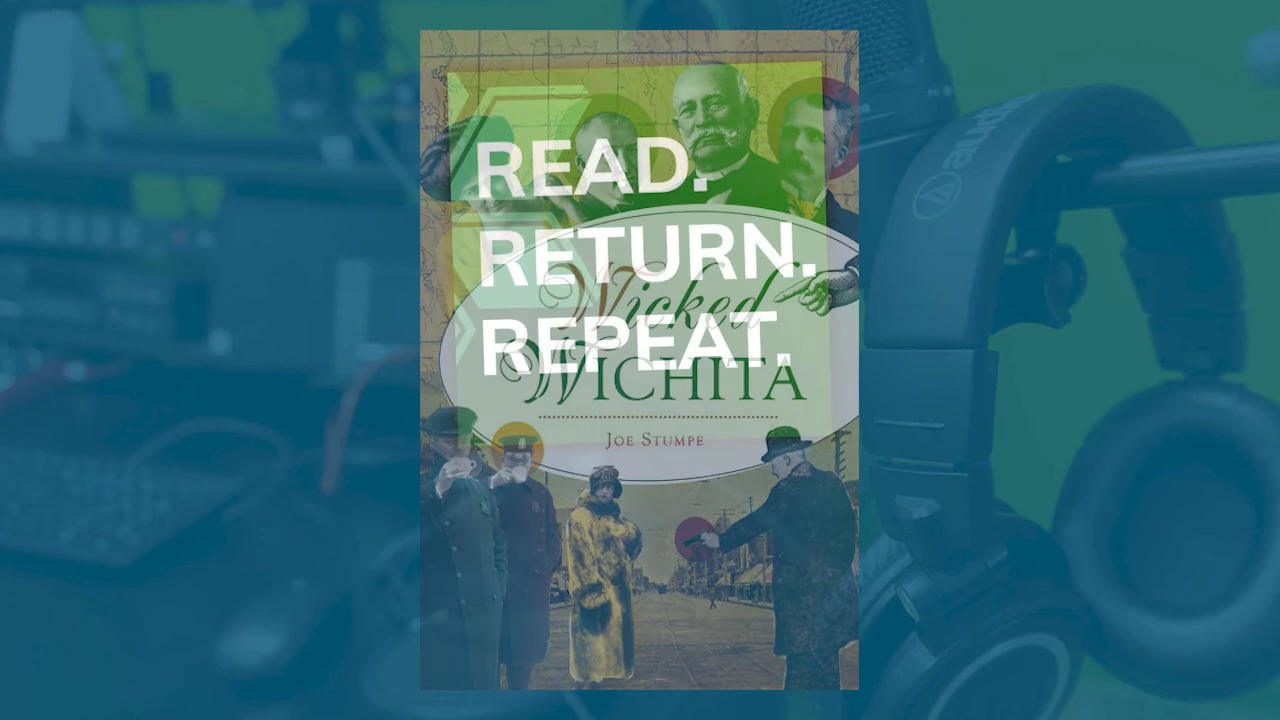 READ.
RETURN.
REPEAT.
Wicked
WICHITA
JOE STUMPE